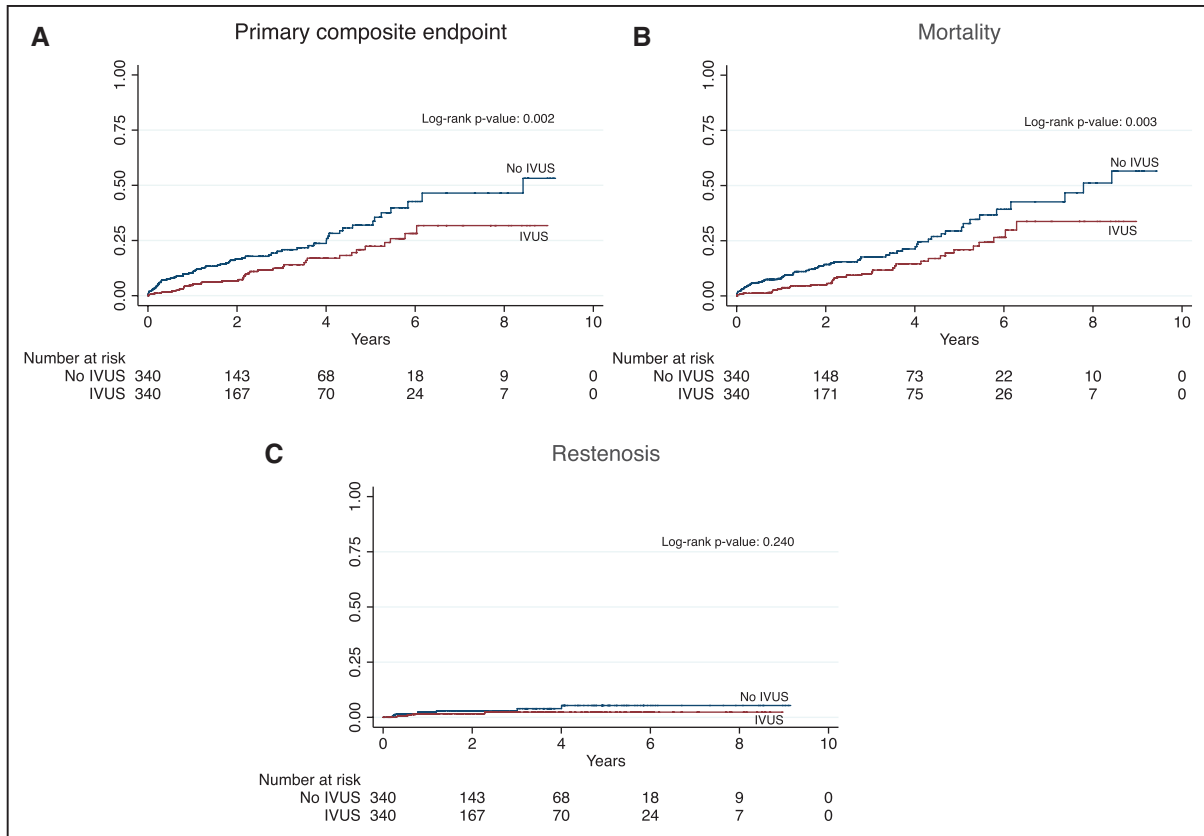 A
Primary composite endpoint
1.00
0.75
0.50
0.25
0.00
Log-rank p-value: 0.002
No IVUS
IVUS
0 2 4 6 8 10
Years
Number at risk
No IVUS 340 143 68 18 9 0
IVUS 340 167 70 24 7 0
B
Mortality
1.00
0.75
0.50
0.25
0.00
Log-rank p-value: 0.003
No IVUS
IVUS
0 2 4 6 8 10
Years
Number at risk
No IVUS 340 148 73 22 10 0
IVUS 340 171 75 26 7 0
C
Restenosis
1.00
0.75
0.50
0.25
0.00
Log-rank p-value: 0.240
No IVUS
IVUS
0 2 4 6 8 10
Years
Number at risk
No IVUS 340 143 68 18 9 0
IVUS 340 167 70 24 7 0